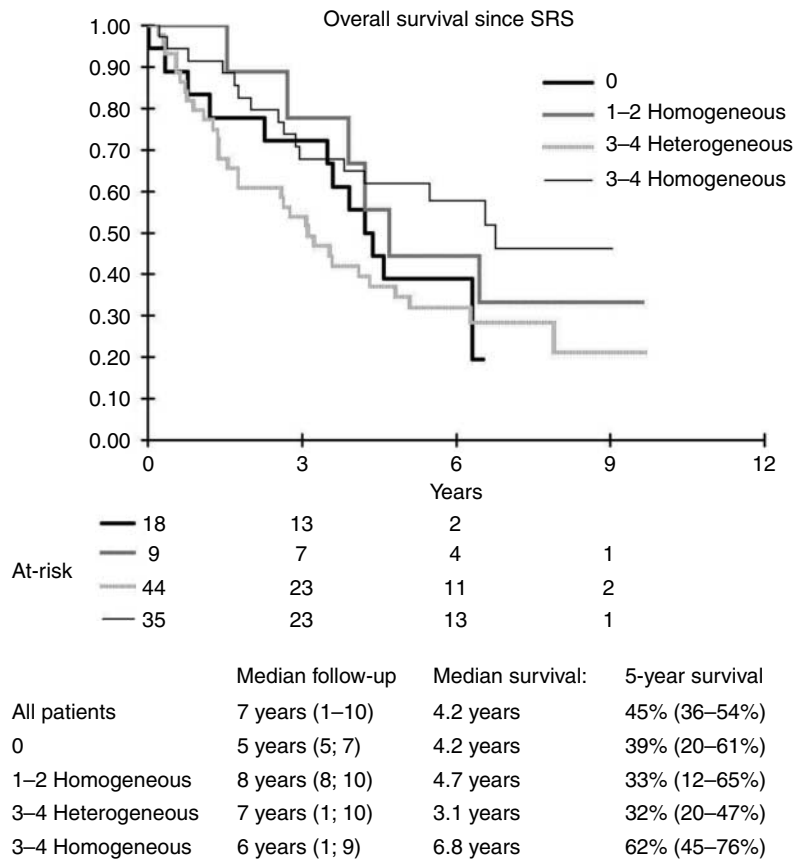 Overall survival since SRS
1.00
0.90
0.80
0.70
0.60
0.50
0.40
0.30
0.20
0.10
0.00
0
1–2 Homogeneous
3–4 Heterogeneous
3–4 Homogeneous
0 3 6 9 12
Years
At-risk
18 13 2
9 7 4 1
44 23 11 2
35 23 13 1
Median follow-up Median survival: 5-year survival
All patients 7 years (1–10) 4.2 years 45% (36–54%)
0 5 years (5; 7) 4.2 years 39% (20–61%)
1–2 Homogeneous 8 years (8; 10) 4.7 years 33% (12–65%)
3–4 Heterogeneous 7 years (1; 10) 3.1 years 32% (20–47%)
3–4 Homogeneous 6 years (1; 9) 6.8 years 62% (45–76%)